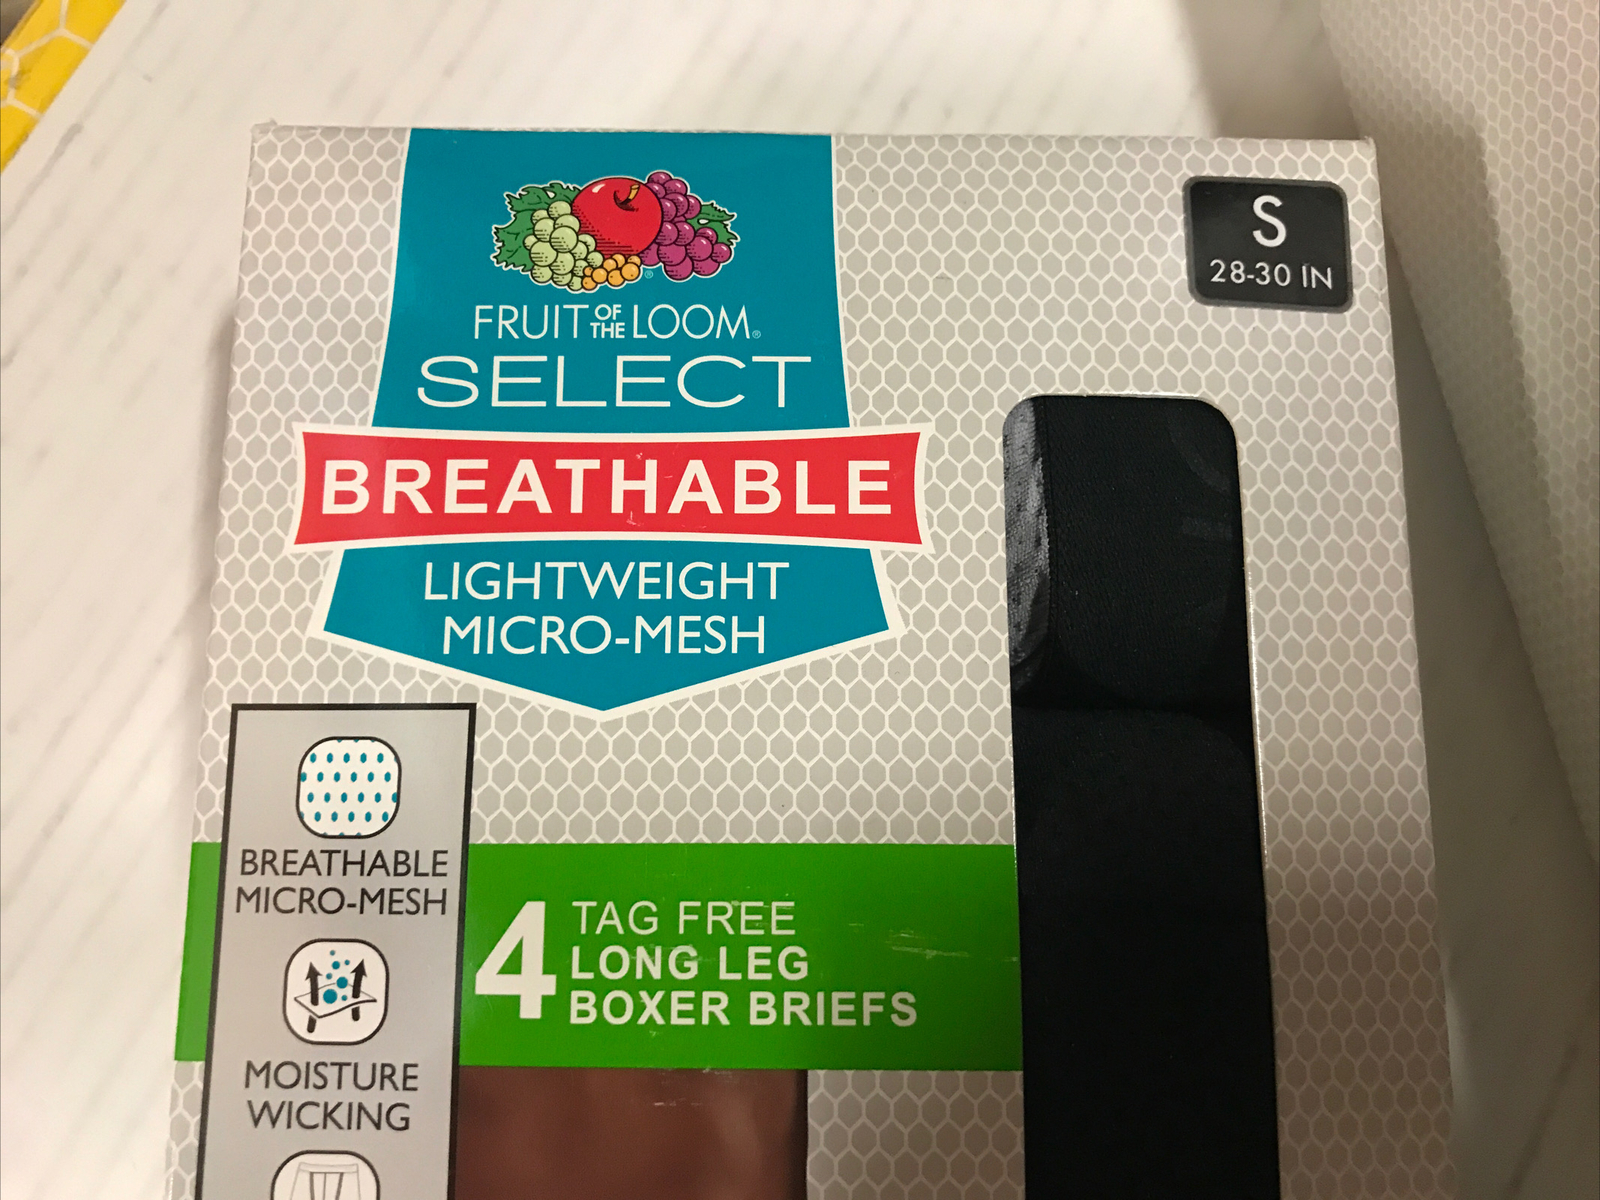 FRUIT OF THE LOOM®
SELECT
BREATHABLE
LIGHTWEIGHT
MICRO-MESH
S
28-30 IN
BREATHABLE
MICRO-MESH
MOISTURE
WICKING
4 TAG FREE
LONG LEG
BOXER BRIEFS